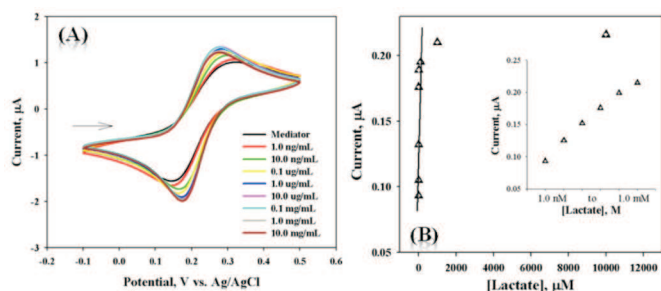 (A)
Current, µA
2
1
0
-1
-2
-3
Mediator
1.0 ng/mL
10.0 ng/mL
0.1 ug/mL
1.0 ug/mL
10.0 ug/mL
0.1 mg/mL
1.0 mg/mL
10.0 mg/mL
-0.2 -0.1 0.0 0.1 0.2 0.3 0.4 0.5 0.6
Potential, V vs. Ag/AgCl
Current, µA
0.20
0.15
0.10
0.05
Current, µA
0.25
0.20
0.15
0.10
0.05
1.0 nM to 1.0 mM
[Lactate], M
(B)
0 2000 4000 6000 8000 10000 12000
[Lactate], µM